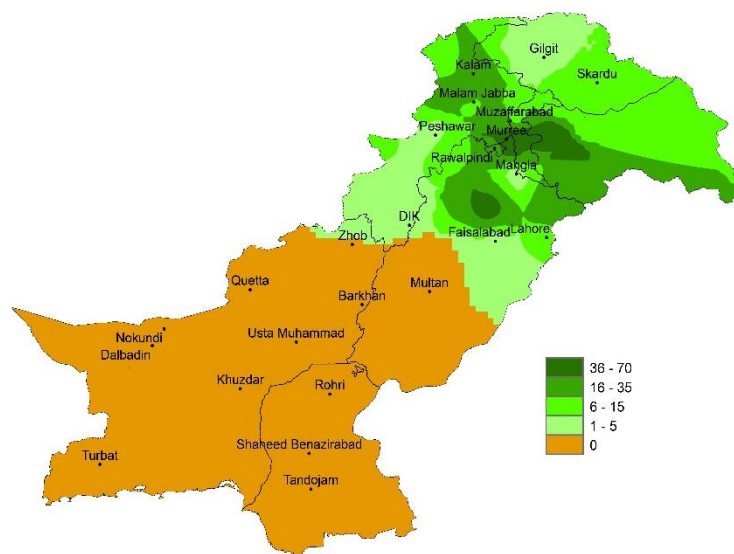 Gilgit
Kalam
Skardu
Malam Jabba
Muzaffarabad
Peshawar
Murree
Rawalpindi
Mangla
DIK
Zhob
Faisalabad
Lahore
Quetta
Barkhan
Multan
Nokundi
Usta Muhammad
Dalbadin
36 - 70
16 - 35
Khuzdar
Rohri
6 - 15
1 - 5
0
Shaheed Benazirabad
Turbat
Tandojam